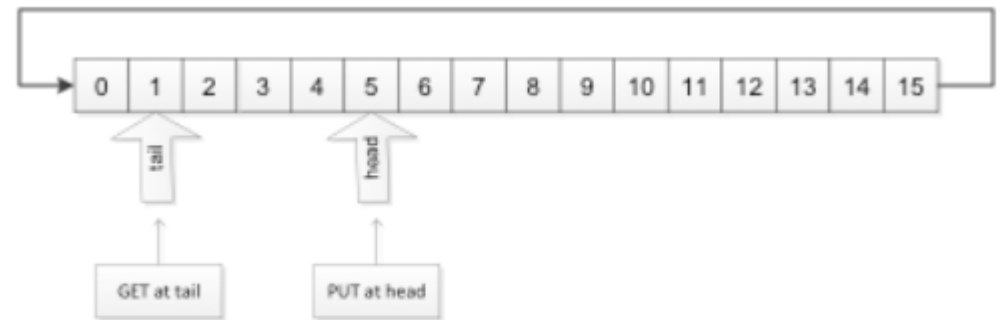 0 1 2 3 4 5 6 7 8 9 10 11 12 13 14 15
tail
head
GET at tail
PUT at head